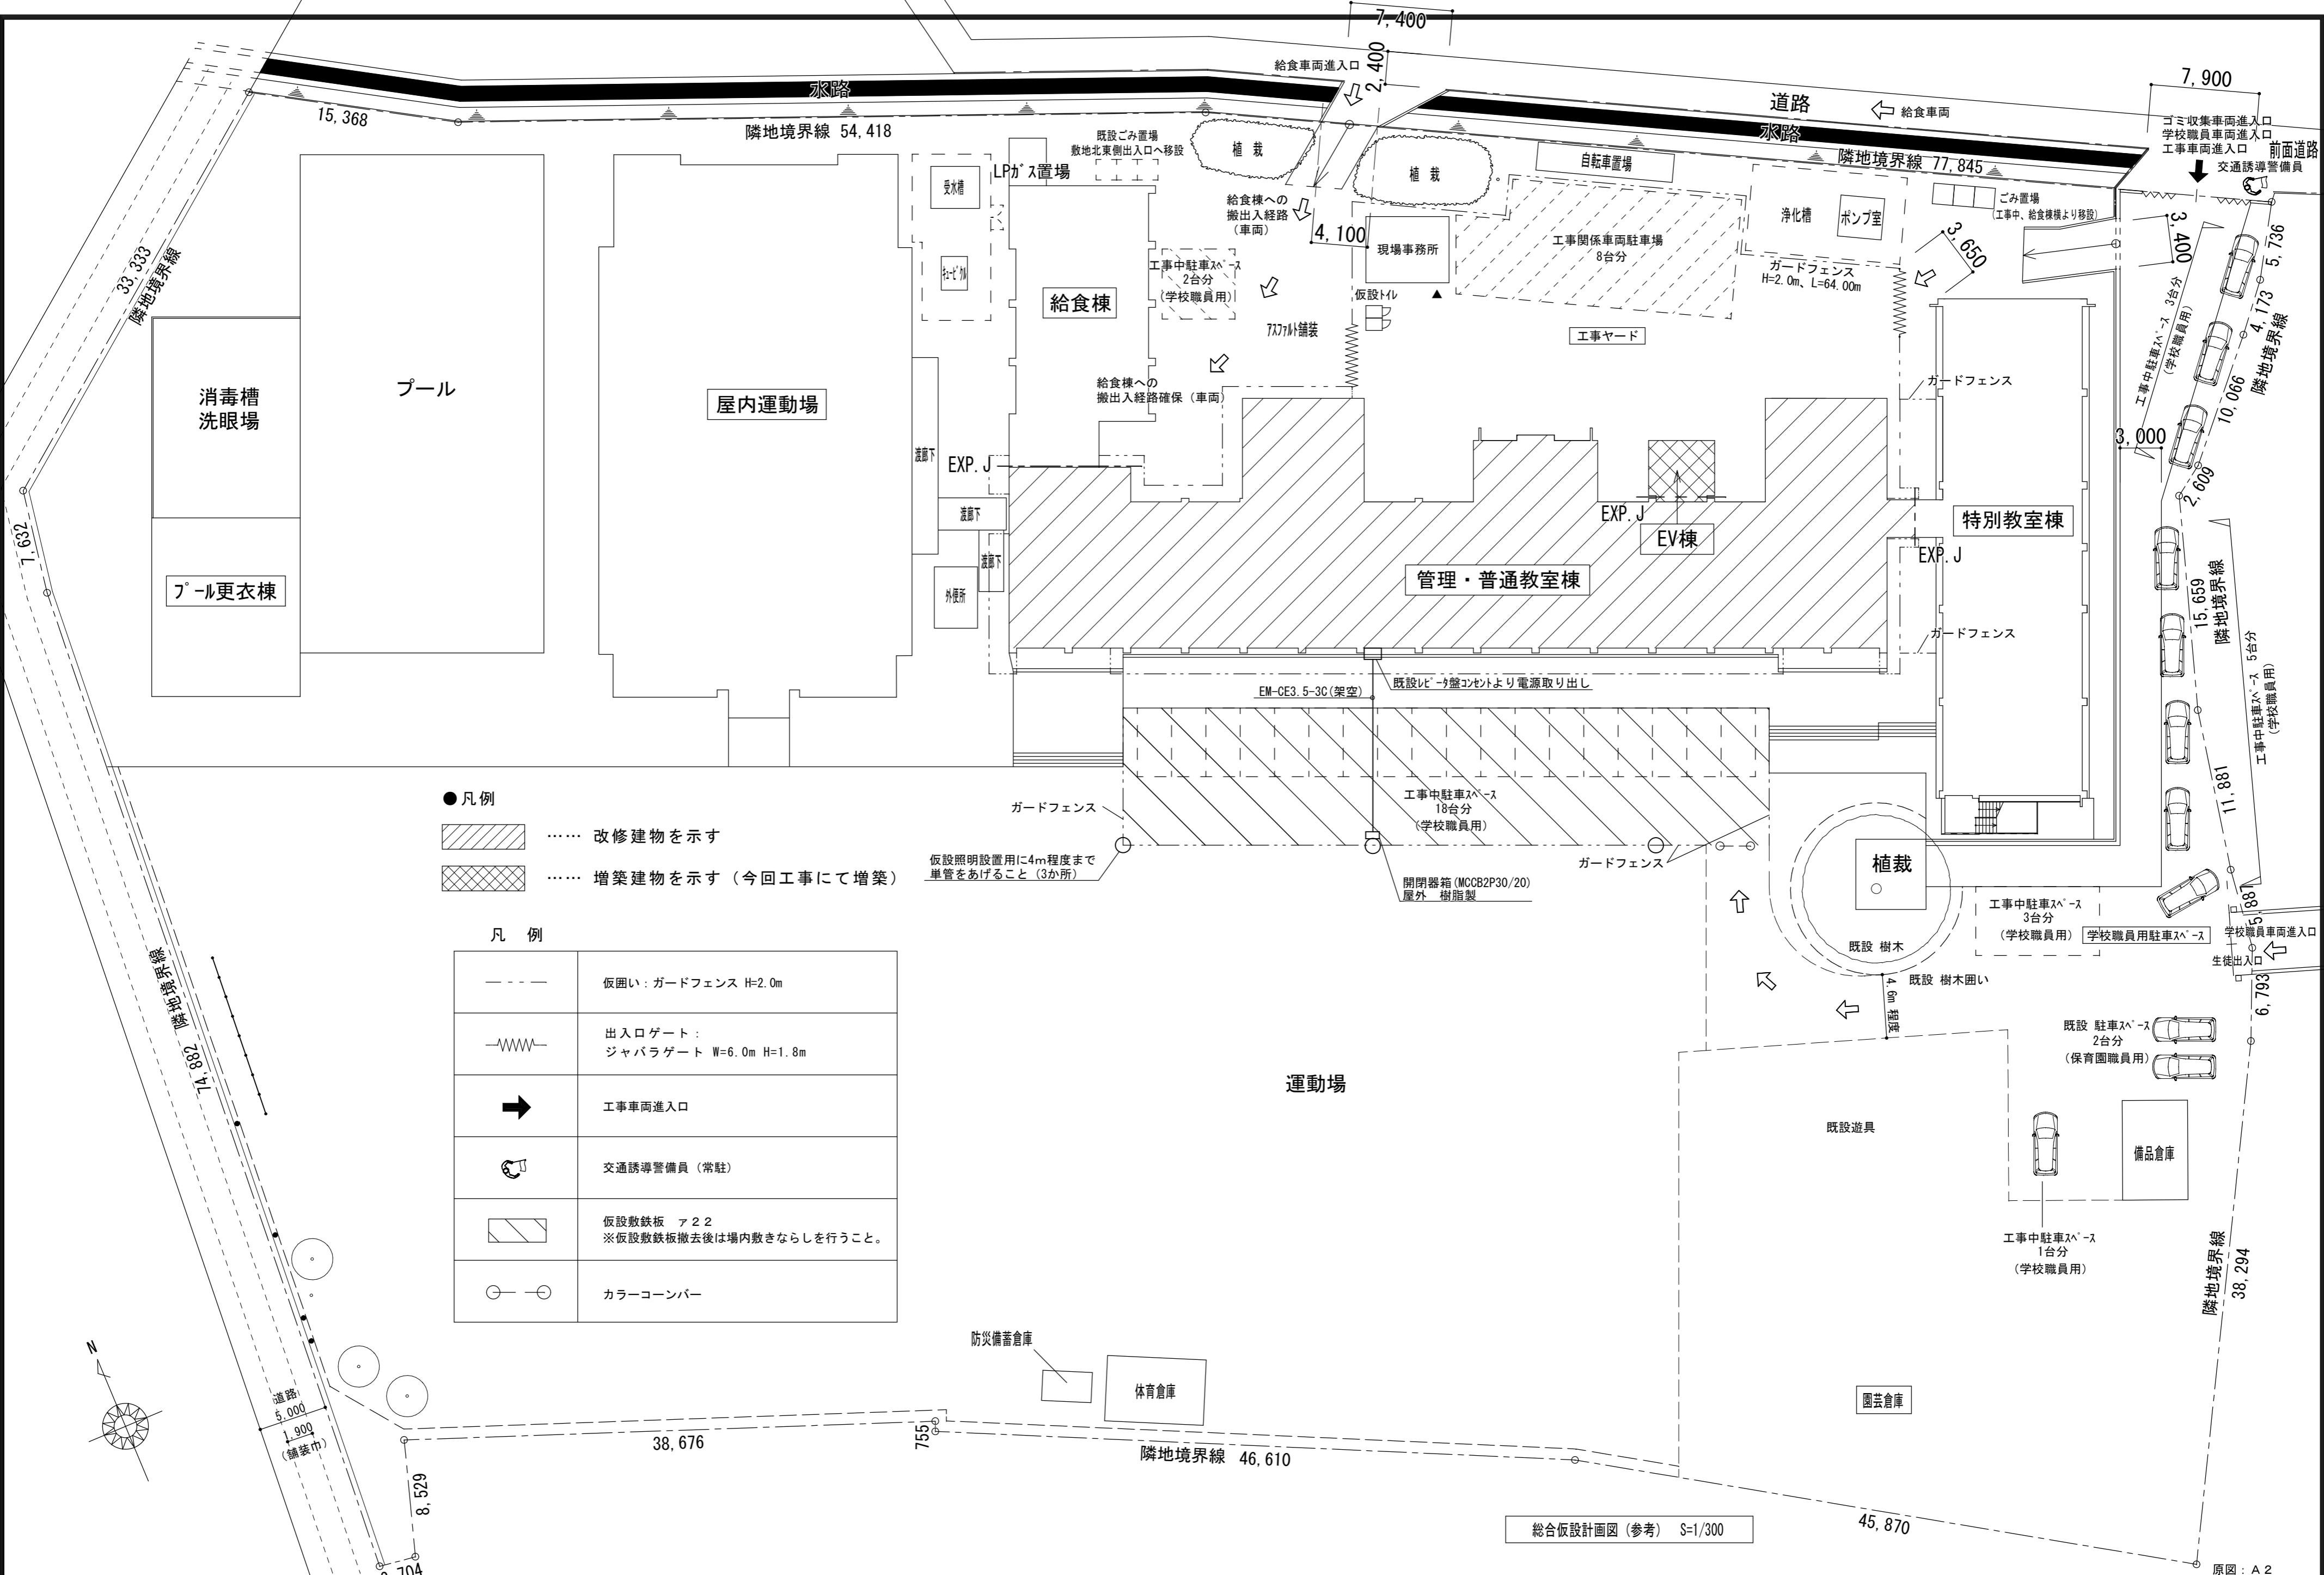 7,400
2,400
給食車両進入口
水路
道路
給食車両
7,900
ゴミ収集車両進入口
学校職員車両進入口
工事車両進入口
前面道路
交通誘導警備員
15,368
隣地境界線 54,418
既設ごみ置場
敷地北東側出入口へ移設
植 栽
植 栽
自転車置場
水路
隣地境界線 77,845
受水槽
LPガス置場
給食棟への
搬出入経路
(車両)
4,100
現場事務所
工事関係車両駐車場
8台分
浄化槽
ポンプ室
ごみ置場
(工事中、給食棟横より移設)
3,650
3,400
5,736
33,333
隣地境界線
キュービクル
給食棟
工事中駐車スペース
2台分
(学校職員用)
アスファルト舗装
仮設トイレ
ガードフェンス
H=2.0m、L=64.00m
工事ヤード
工事中駐車スペース 3台分
(学校職員用)
4,173
隣地境界線
10,066
消毒槽
洗眼場
プール
屋内運動場
給食棟への
搬出入経路確保 (車両)
ガードフェンス
3,000
2,609
渡廊下
EXP.J
渡廊下
渡廊下
外便所
EXP.J
EV棟
特別教室棟
EXP.J
7,632
プール更衣棟
管理・普通教室棟
ガードフェンス
15,659
隣地境界線
工事中駐車スペース 5台分
(学校職員用)
EM-CE3.5-3C(架空)
既設レピータ盤コンセントより電源取り出し
●凡例
…… 改修建物を示す
…… 増築建物を示す (今回工事にて増築)
ガードフェンス
仮設照明設置用に4m程度まで
単管をあげること (3か所)
工事中駐車スペース
18台分
(学校職員用)
開閉器箱(MCCB2P30/20)
屋外 樹脂製
ガードフェンス
植裁
11,881
既設 樹木
既設 樹木囲い
4.6m 程度
工事中駐車スペース
3台分
(学校職員用)
学校職員用駐車スペース
5,887
学校職員車両進入口
生徒出入口
6,793
凡 例
仮囲い：ガードフェンス H=2.0m
出入口ゲート：
ジャバラゲート W=6.0m H=1.8m
工事車両進入口
交通誘導警備員 (常駐)
仮設敷鉄板 ァ22
※仮設敷鉄板撤去後は場内敷きならしを行うこと。
カラーコーンバー
隣地境界線
74,882
運動場
既設 駐車スペース
2台分
(保育園職員用)
既設遊具
備品倉庫
工事中駐車スペース
1台分
(学校職員用)
隣地境界線
38,294
N
道路
5,000
1,900
(舗装巾)
防災備蓄倉庫
体育倉庫
園芸倉庫
38,676
755
隣地境界線 46,610
8,529
45,870
総合仮設計画図 (参考) S=1/300
原図：A2